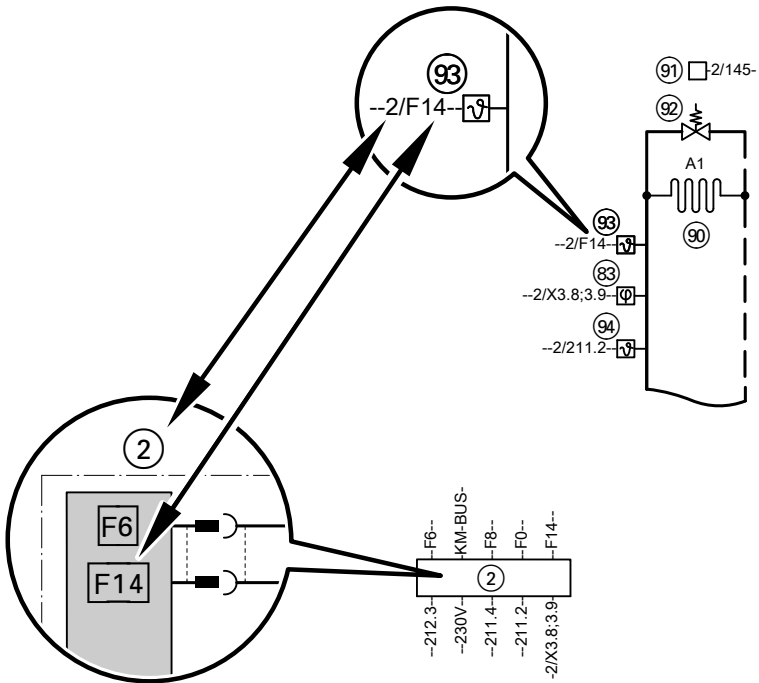 93
--2/F14--ϑ
91 -2/145-
92
A1
90
93
--2/F14--ϑ
83
--2/X3.8;3.9--φ
94
--2/211.2--ϑ
2
F6
F14
--F6--
-KM-BUS-
--F8--
--F0--
--F14--
2
--212.3--
--230V--
--211.4--
--211.2--
-2/X3.8;3.9-